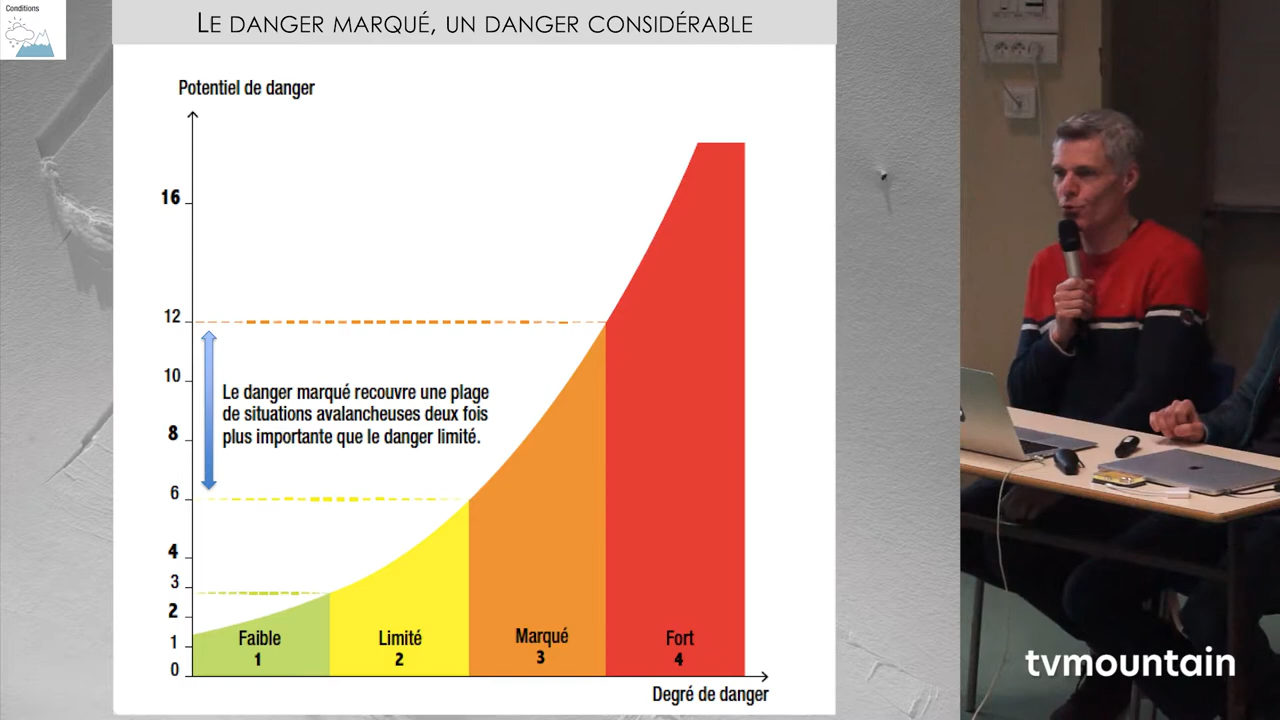 Conditions
LE DANGER MARQUÉ, UN DANGER CONSIDÉRABLE
Potentiel de danger
16
12
10
8
6
4
3
2
1
0
Le danger marqué recouvre une plage
de situations avalancheuses deux fois
plus importante que le danger limité.
Faible
1
Limité
2
Marqué
3
Fort
4
Degré de danger
tvmountain